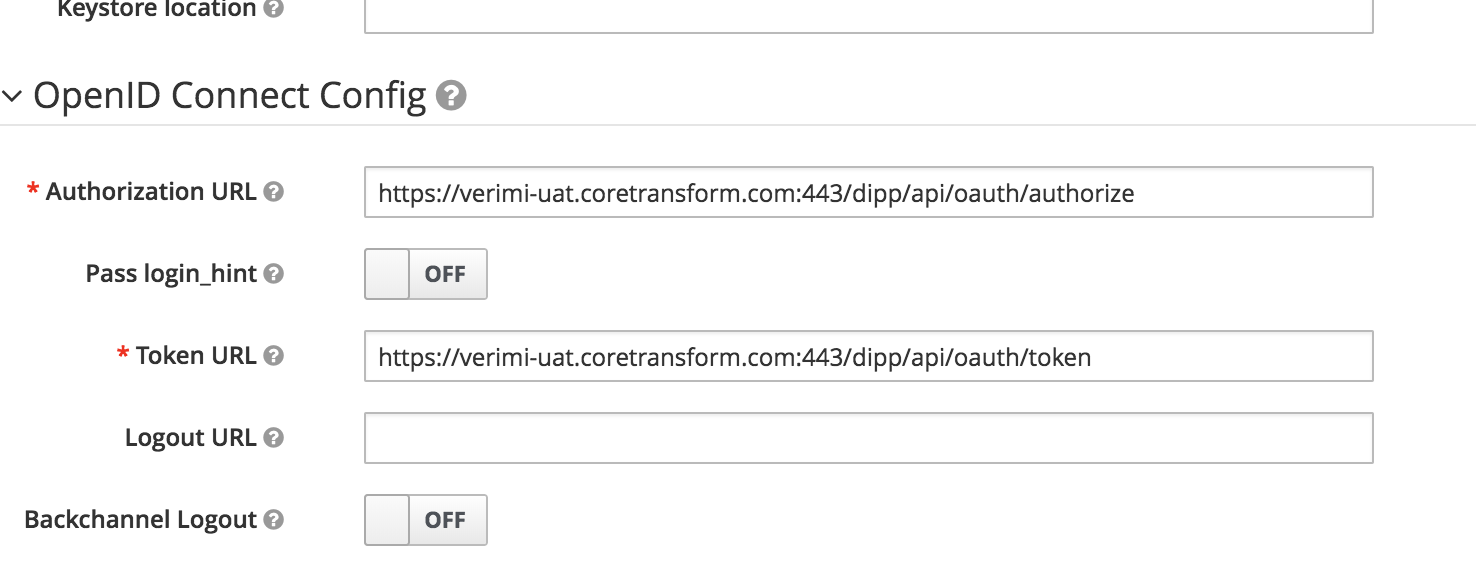 Keystore location ?
OpenID Connect Config ?
* Authorization URL ? https://verimi-uat.coretransform.com:443/dipp/api/oauth/authorize
Pass login_hint ? OFF
* Token URL ? https://verimi-uat.coretransform.com:443/dipp/api/oauth/token
Logout URL ?
Backchannel Logout ? OFF